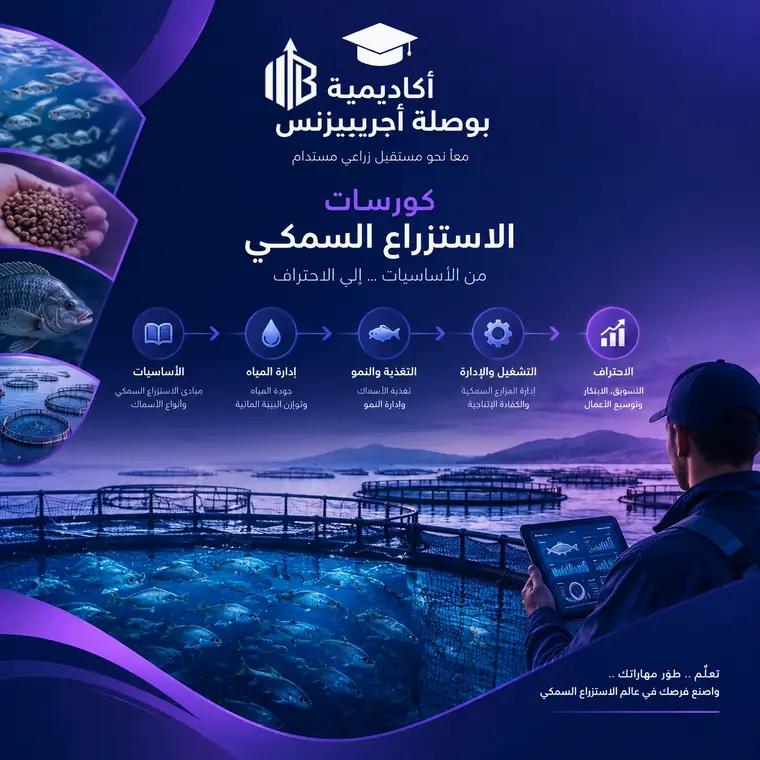 أكاديمية
بوصلة أجريبيزنس
معاً نحو مستقبل زراعي مستدام
كورسات
الاستزراع السمكي
من الأساسيات ... إلي الاحتراف
الأساسيات
مبادئ الاستزراع السمكي
وأنواع الأسماك
إدارة المياه
جودة المياه
وتوازن البيئة المائية
التغذية والنمو
تغذية الأسماك
وإدارة النمو
التشغيل والإدارة
إدارة المزارع السمكية
والكفاءة الإنتاجية
الاحتراف
التسويق، الابتكار
وتوسيع الأعمال
تعلّم .. طوّر مهاراتك ..
واصنع فرصك في عالم الاستزراع السمكي